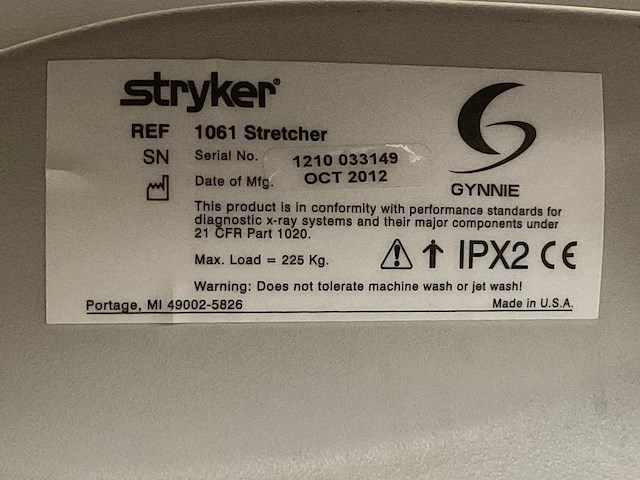 stryker®
REF 1061 Stretcher
SN Serial No. 1210 033149
Date of Mfg. OCT 2012
GYNNIE
This product is in conformity with performance standards for
diagnostic x-ray systems and their major components under
21 CFR Part 1020.
Max. Load = 225 Kg.
IPX2 CE
Warning: Does not tolerate machine wash or jet wash!
Portage, MI 49002-5826
Made in U.S.A.